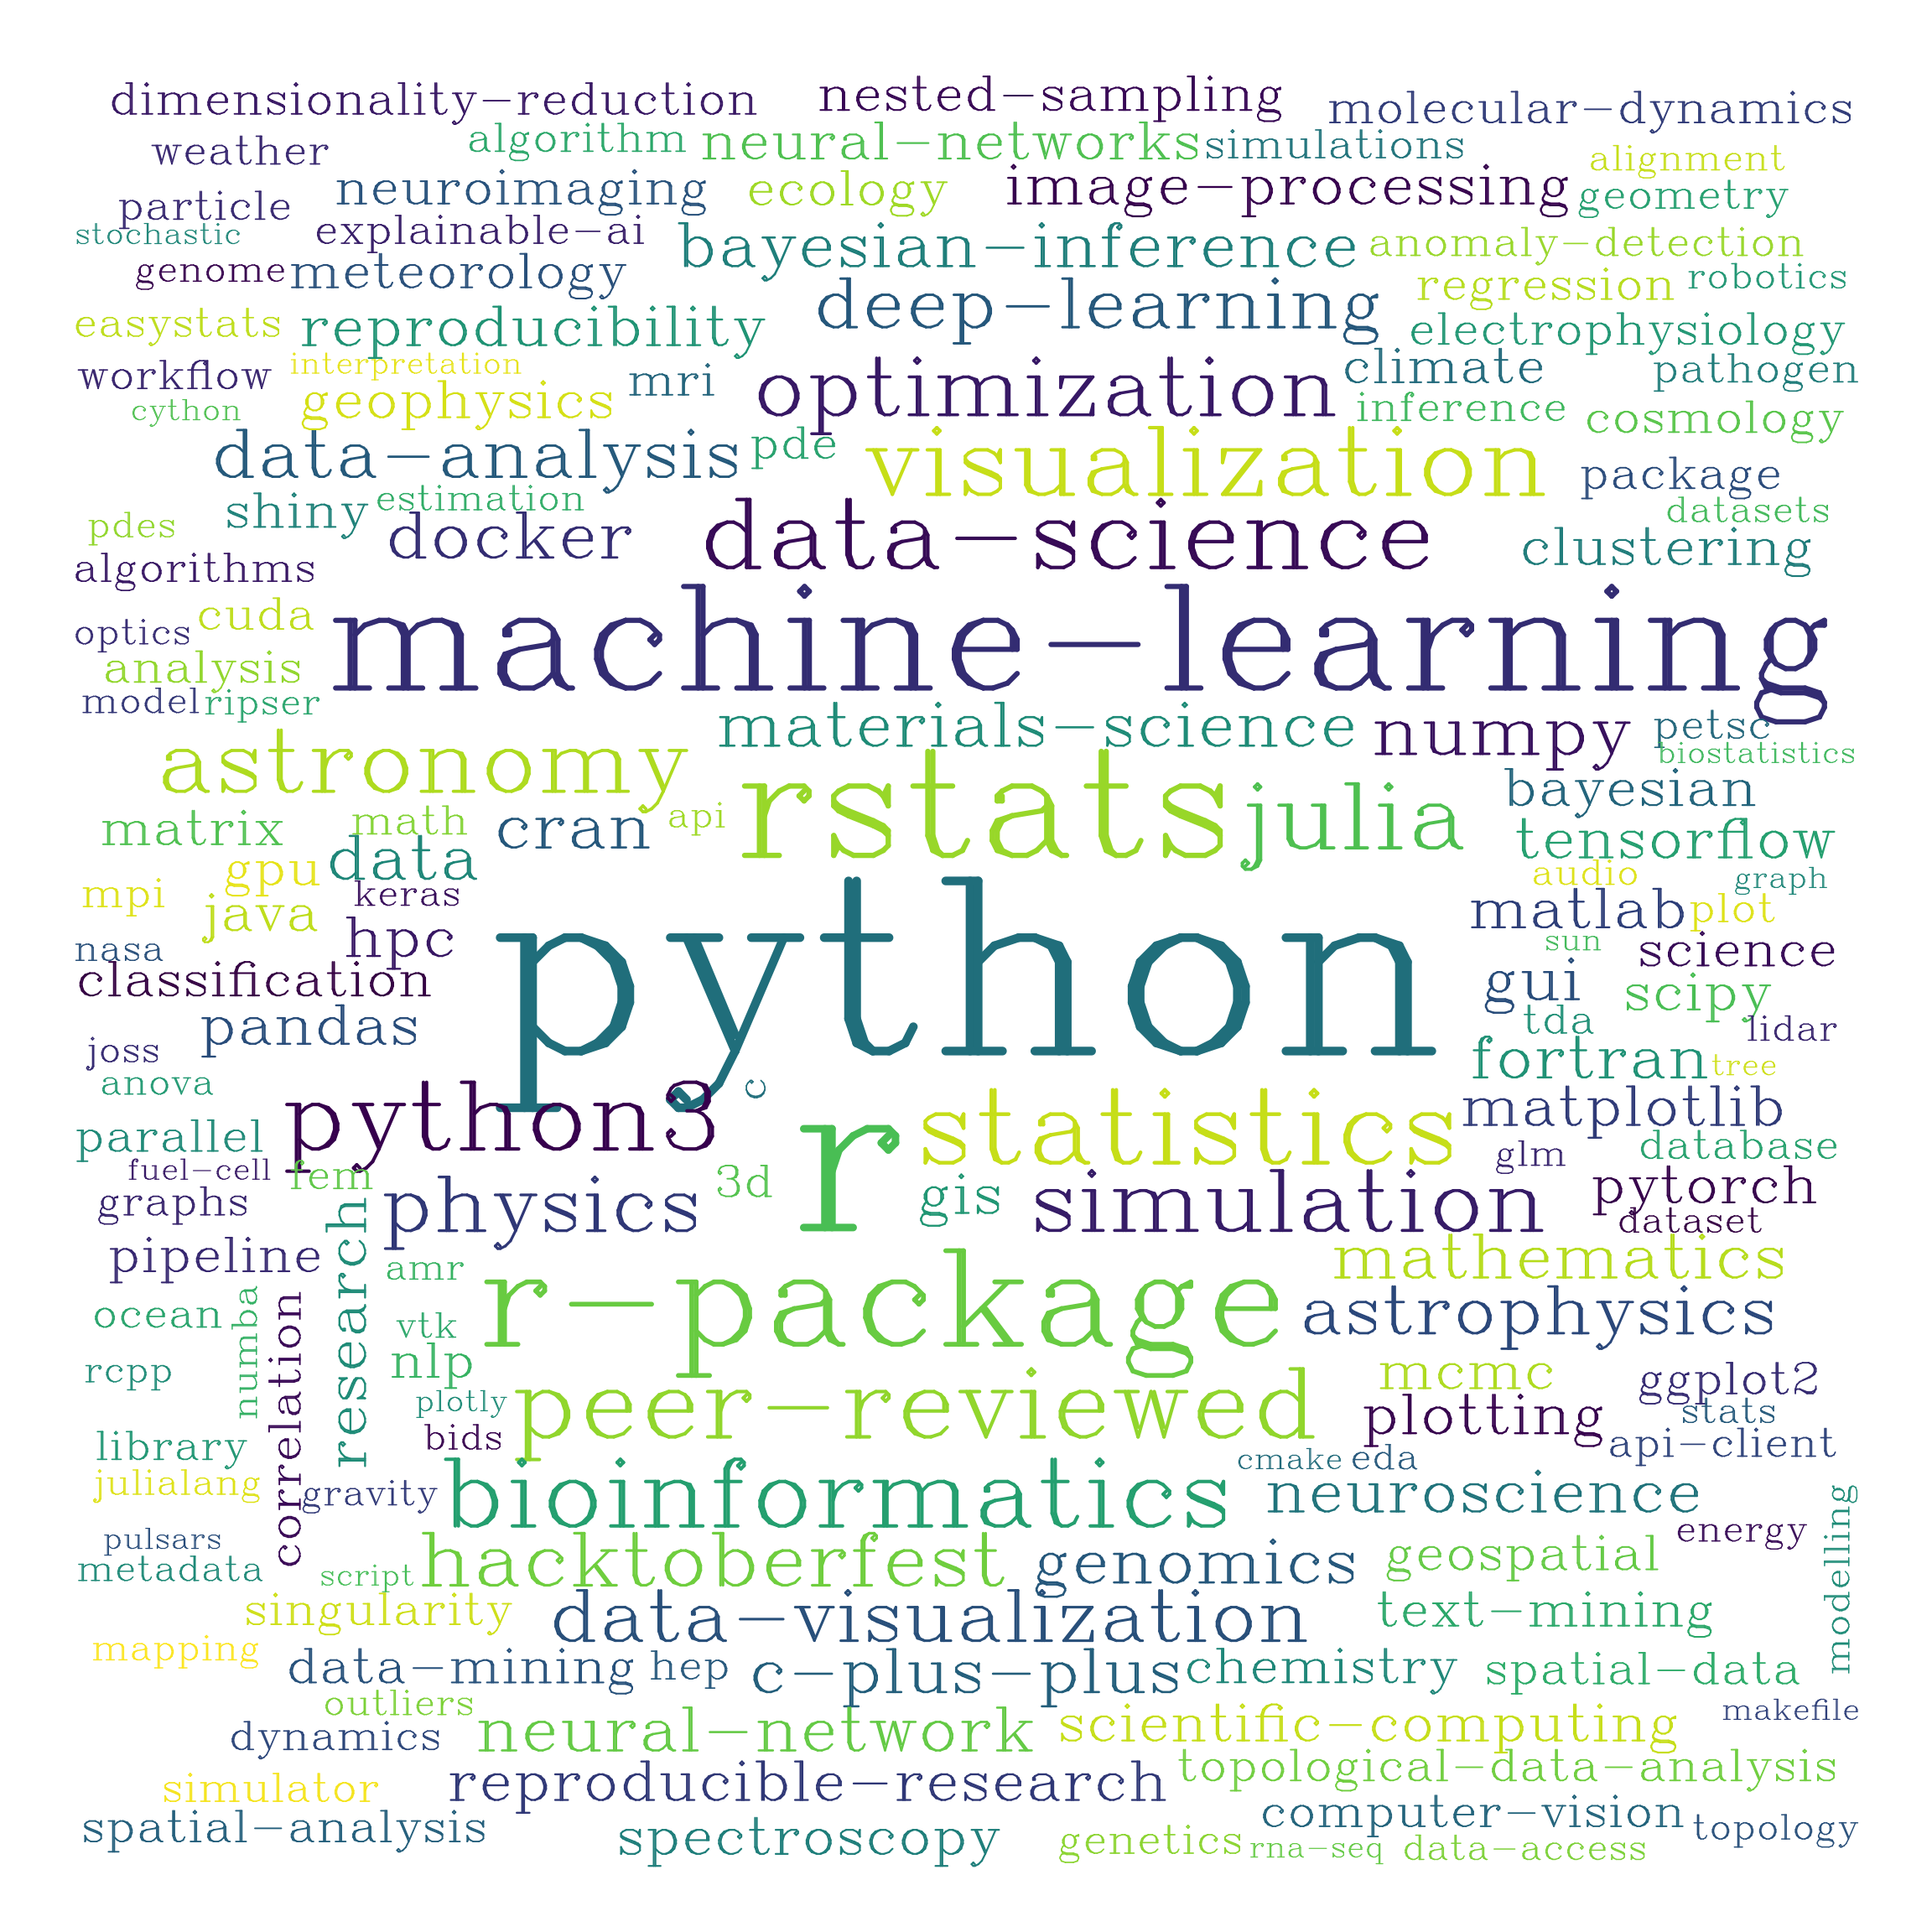 dimensionality-reduction
nested-sampling
molecular-dynamics
weather
algorithm
neural-networks
simulations
alignment
particle
neuroimaging
ecology
image-processing
geometry
stochastic
explainable-ai
bayesian-inference
anomaly-detection
genome
meteorology
deep-learning
regression
robotics
easystats
reproducibility
electrophysiology
workflow
interpretation
mri
optimization
climate
pathogen
cython
geophysics
inference
cosmology
data-analysis
pde
visualization
package
shiny
estimation
pdes
docker
data-science
datasets
clustering
algorithms
cuda
machine-learning
optics
analysis
model
ripser
materials-science
numpy
petsc
biostatistics
astronomy
rstats
julia
bayesian
matrix
math
cran
api
tensorflow
gpu
data
audio
graph
mpi
java
keras
matlab
plot
nasa
hpc
python
sun
science
classification
gui
scipy
pandas
tda
lidar
joss
fortran
tree
anova
c
python3
r
statistics
matplotlib
parallel
database
fuel-cell
fem
3d
glm
graphs
research
physics
gis
simulation
pytorch
dataset
pipeline
amr
r-package
mathematics
ocean
numba
correlation
vtk
astrophysics
rcpp
nlp
mcmc
ggplot2
plotly
peer-reviewed
plotting
stats
library
bids
api-client
julialang
gravity
bioinformatics
cmake
eda
neuroscience
modelling
pulsars
energy
metadata
script
hacktoberfest
genomics
geospatial
singularity
data-visualization
text-mining
mapping
data-mining
hep
c-plus-plus
chemistry
spatial-data
outliers
makefile
dynamics
neural-network
scientific-computing
simulator
reproducible-research
topological-data-analysis
spatial-analysis
spectroscopy
computer-vision
topology
genetics
rna-seq
data-access